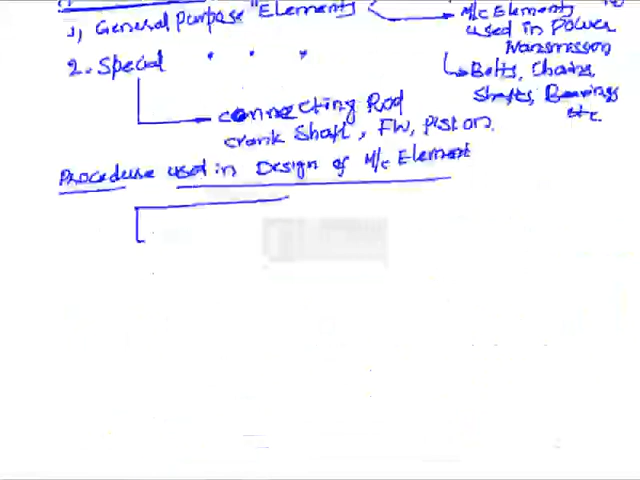 1, General Purpose "Elements
M/c Elements
used in Power
Transmission
2. Special " " "
Belts, Chains,
Shafts, Bearings
etc
connecting Rod
crank Shaft, FW, Piston.
Procedure used in Design of M/c Element